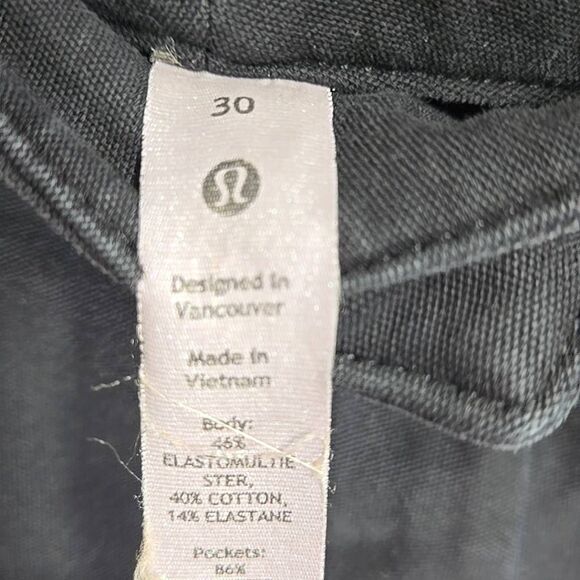 30
Designed in
Vancouver
Made in
Vietnam
Body:
46%
ELASTOMULTIE
STER,
40% COTTON,
14% ELASTANE
Pockets:
86%